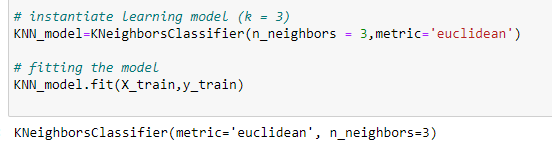 # instantiate learning model (k = 3)
KNN_model=KNeighborsClassifier(n_neighbors = 3,metric='euclidean')
# fitting the model
KNN_model.fit(X_train,y_train)
KNeighborsClassifier(metric='euclidean', n_neighbors=3)